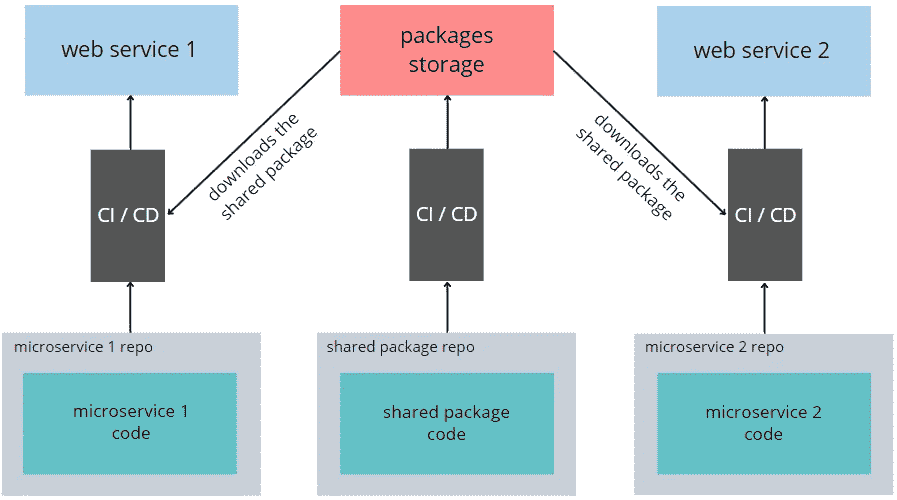 web service 1
packages
storage
web service 2
downloads the
shared package
downloads the
shared package
CI / CD
CI / CD
CI / CD
microservice 1 repo
shared package repo
microservice 2 repo
microservice 1
code
shared package
code
microservice 2
code